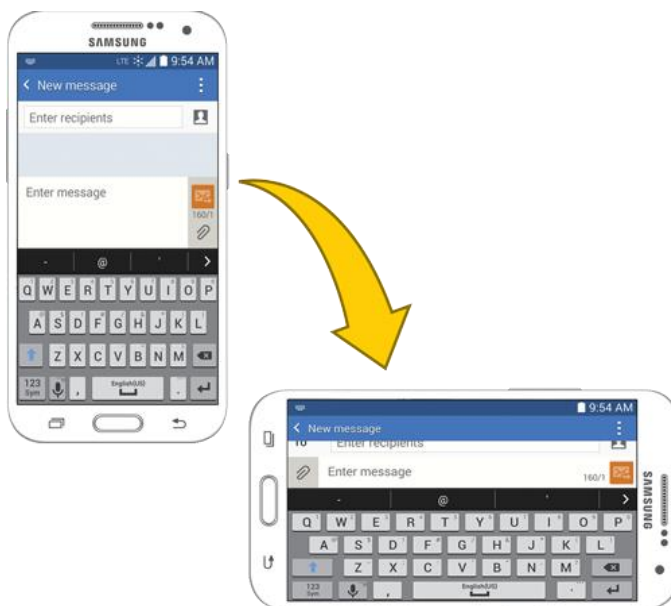 SAMSUNG
LTE 9:54 AM
New message
Enter recipients
Enter message
160/1
- @ ' >
Q W E R T Y U I O P
A S D F G H J K L
Z X C V B N M
123
Sym , English(US) .
9:54 AM
New message
To Enter recipients
Enter message
160/1
SAMSUNG
- @ ' >
Q W E R T Y U I O P
A S D F G H J K L
Z X C V B N M
123
Sym , English(US) .